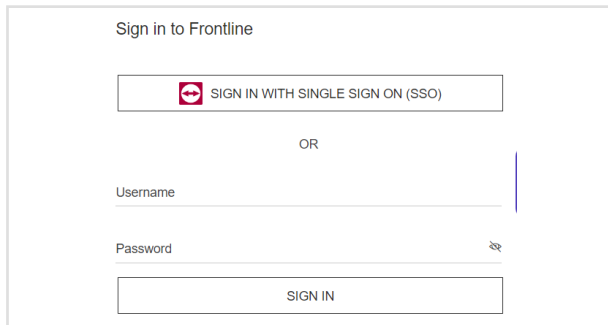 Sign in to Frontline
SIGN IN WITH SINGLE SIGN ON (SSO)
OR
Username
Password
SIGN IN